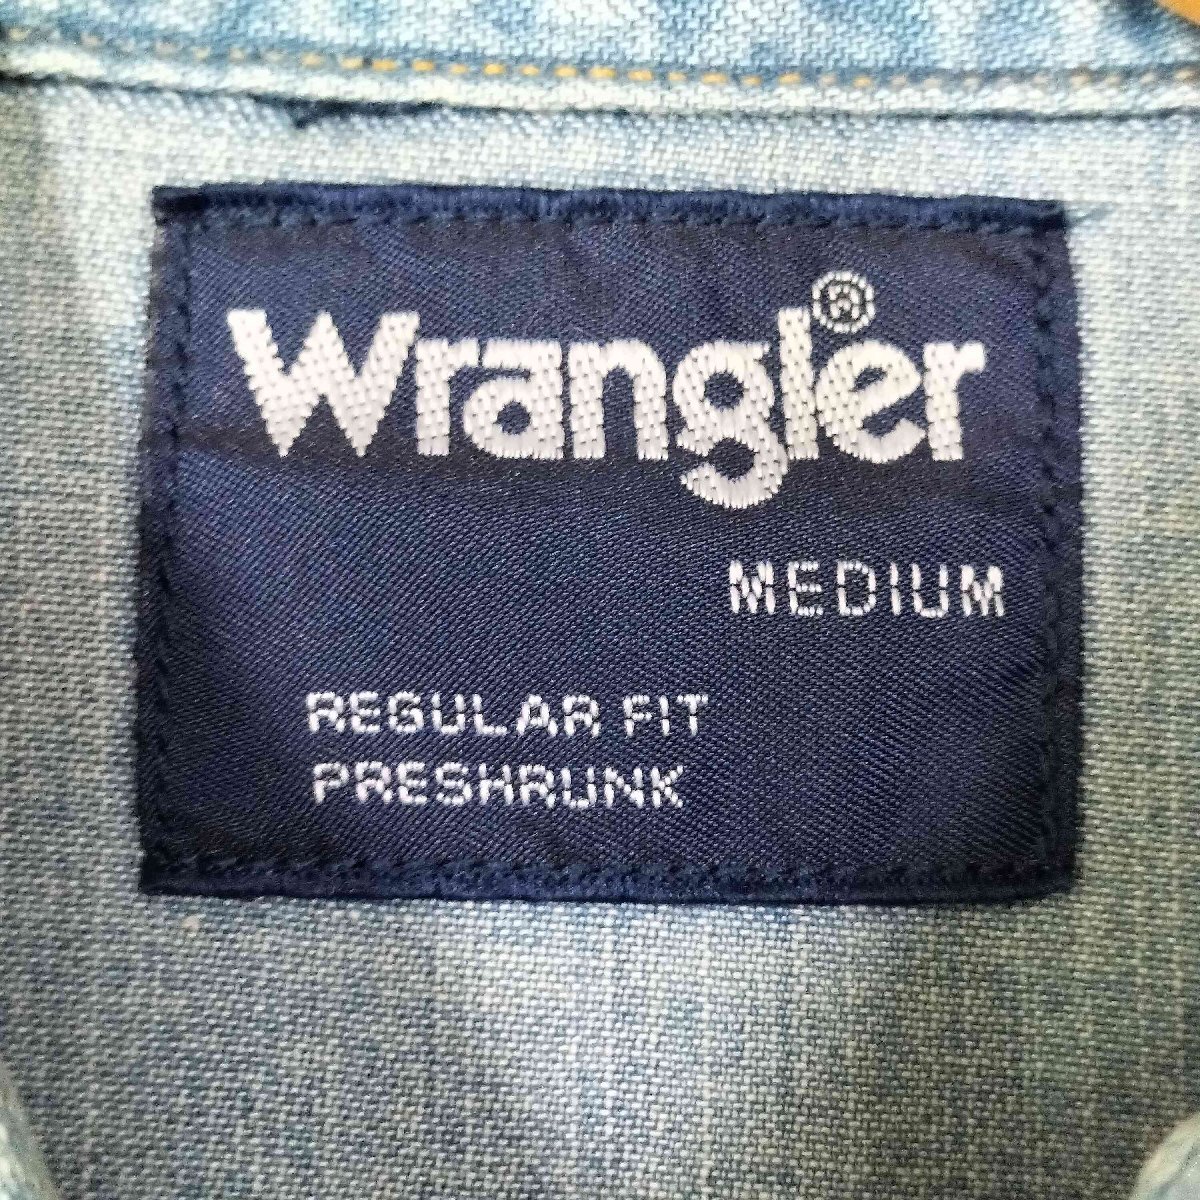 Wrangler®
MEDIUM
REGULAR FIT
PRESHRUNK